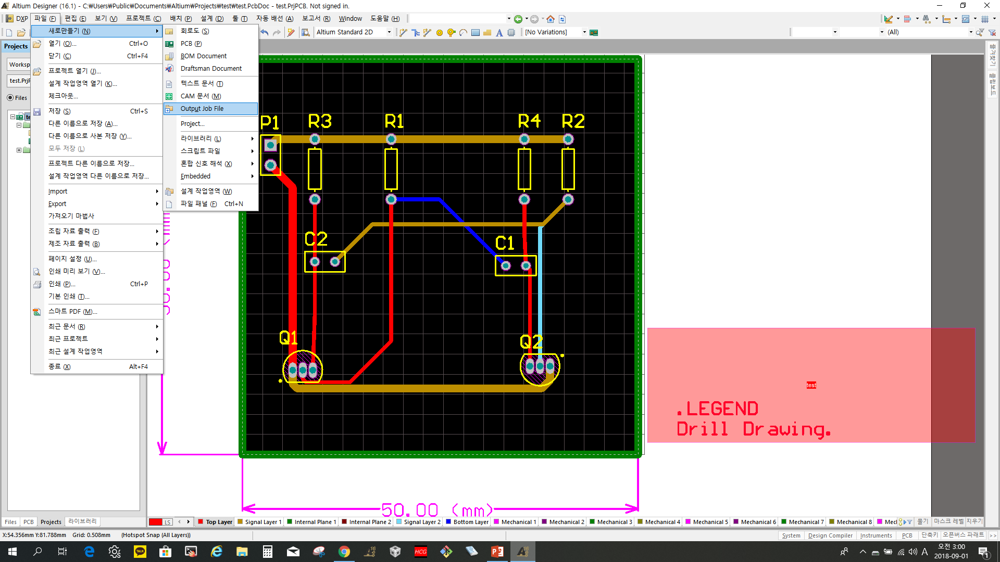 Altium Designer (16.1) - C:₩Users₩Public₩Documents₩Altium₩Projects₩test₩test.PcbDoc - test.PrjPCB. Not signed in.
DXP 파일 (F) 편집 (E) 보기 (V) 프로젝트 (C) 배치 (P) 설계 (D) 툴 (T) 자동 배선 (A) 보고서 (R) Window 도움말 (H)
Altium Standard 2D [No Variations] (All)
Projects
Worksp
test.PrjP
Files
te
새로만들기 (N)
열기 (O)... Ctrl+O
닫기 (C) Ctrl+F4
프로젝트 열기 (J)...
설계 작업영역 열기 (K)...
체크아웃...
저장 (S) Ctrl+S
다른 이름으로 저장 (A)...
다른 이름으로 사본 저장 (Y)...
모두 저장 (L)
프로젝트 다른 이름으로 저장...
설계 작업영역 다른 이름으로 저장...
Import
Export
가져오기 마법사
조립 자료 출력 (F)
제조 자료 출력 (B)
페이지 설정 (U)...
인쇄 미리 보기 (V)...
인쇄 (P)... Ctrl+P
기본 인쇄 (T)...
스마트 PDF (M)...
최근 문서 (R)
최근 프로젝트
최근 설계 작업영역
종료 (X) Alt+F4
회로도 (S)
PCB (P)
BOM Document
Draftsman Document
텍스트 문서 (T)
CAM 문서 (M)
Output Job File
Project...
라이브러리 (L)
스크립트 파일
혼합 신호 해석 (X)
Embedded
설계 작업영역 (W)
파일 패널 (F) Ctrl+N
즐겨찾기
클립보드
P1 R3 R1 R4 R2
C2 C1
Q1 Q2
test
.LEGEND
Drill Drawing.
50.00 (mm)
Files PCB Projects 라이브러리
LS Top Layer Signal Layer 1 Internal Plane 1 Internal Plane 2 Signal Layer 2 Bottom Layer Mechanical 1 Mechanical 2 Mechanical 3 Mechanical 4 Mechanical 5 Mechanical 6 Mechanical 7 Mechanical 8 Mecl 끌기 마스크 레벨 지우기
X:54.356mm Y:81.788mm Grid: 0.508mm (Hotspot Snap (All Layers))
System Design Compiler Instruments PCB 단축키 오픈버스 파래트 >>
TALK HCG 16 A 오전 3:00
2018-09-01 1